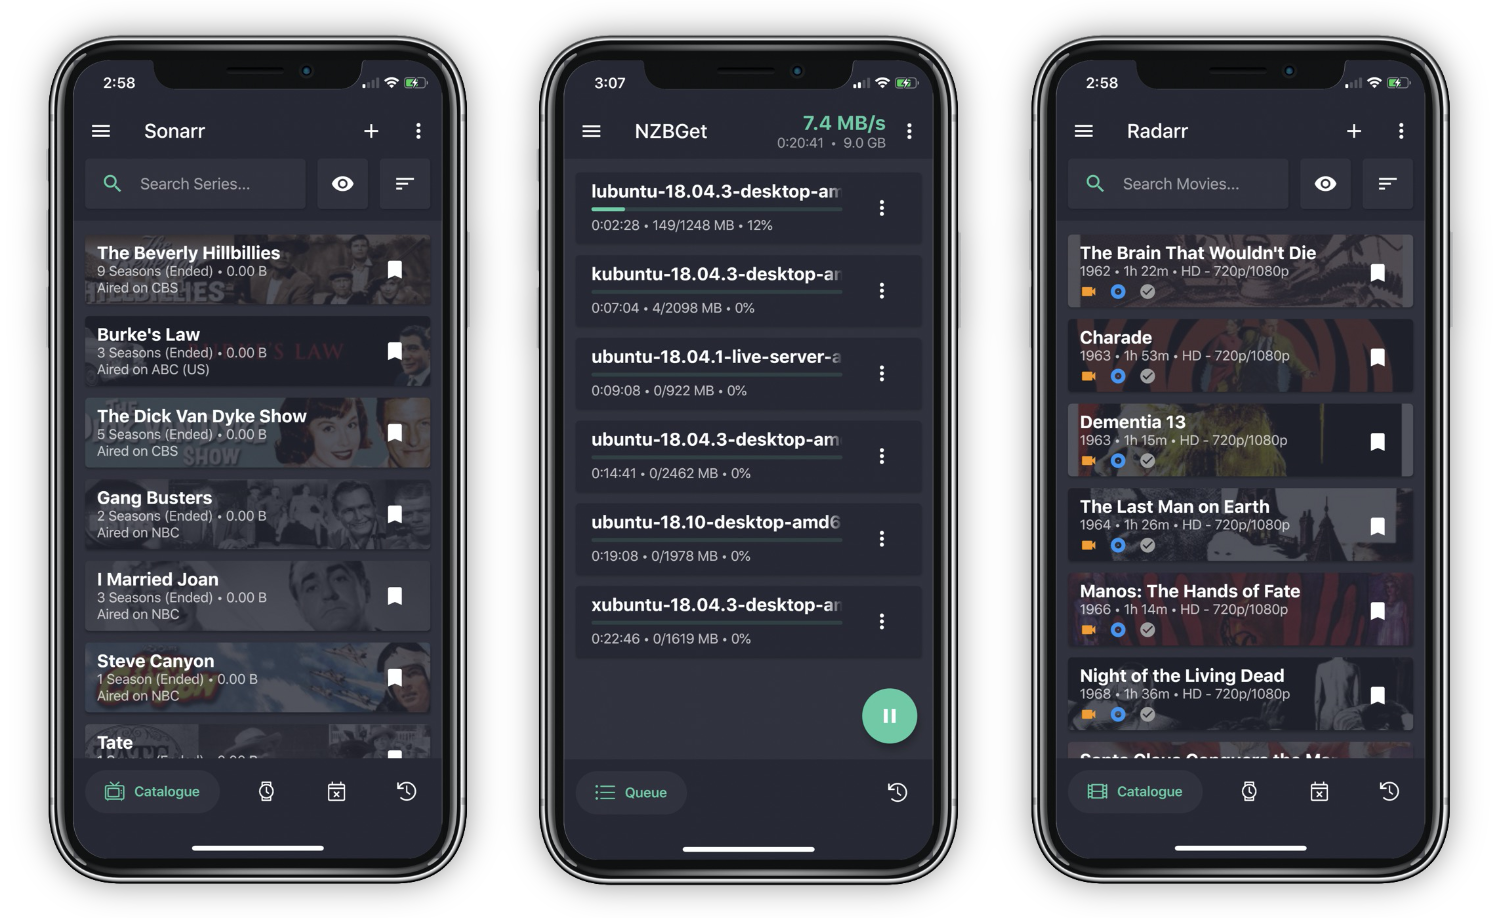 2:58
Sonarr
Search Series...
The Beverly Hillbillies
9 Seasons (Ended) • 0.00 B
Aired on CBS
Burke's Law
3 Seasons (Ended) • 0.00 B
Aired on ABC (US)
The Dick Van Dyke Show
5 Seasons (Ended) • 0.00 B
Aired on CBS
Gang Busters
2 Seasons (Ended) • 0.00 B
Aired on NBC
I Married Joan
3 Seasons (Ended) • 0.00 B
Aired on NBC
Steve Canyon
1 Season (Ended) • 0.00 B
Aired on NBC
Tate
Catalogue
3:07
NZBGet
7.4 MB/s
0:20:41 • 9.0 GB
lubuntu-18.04.3-desktop-am
0:02:28 • 149/1248 MB • 12%
kubuntu-18.04.3-desktop-ar
0:07:04 • 4/2098 MB • 0%
ubuntu-18.04.1-live-server-a
0:09:08 • 0/922 MB • 0%
ubuntu-18.04.3-desktop-am
0:14:41 • 0/2462 MB • 0%
ubuntu-18.10-desktop-amd6
0:19:08 • 0/1978 MB • 0%
xubuntu-18.04.3-desktop-ar
0:22:46 • 0/1619 MB • 0%
Queue
2:58
Radarr
Search Movies...
The Brain That Wouldn't Die
1962 • 1h 22m • HD - 720p/1080p
Charade
1963 • 1h 53m • HD - 720p/1080p
Dementia 13
1963 • 1h 15m • HD - 720p/1080p
The Last Man on Earth
1964 • 1h 26m • HD - 720p/1080p
Manos: The Hands of Fate
1966 • 1h 14m • HD - 720p/1080p
Night of the Living Dead
1968 • 1h 36m • HD - 720p/1080p
Santa Claus Conquers the Ma
Catalogue